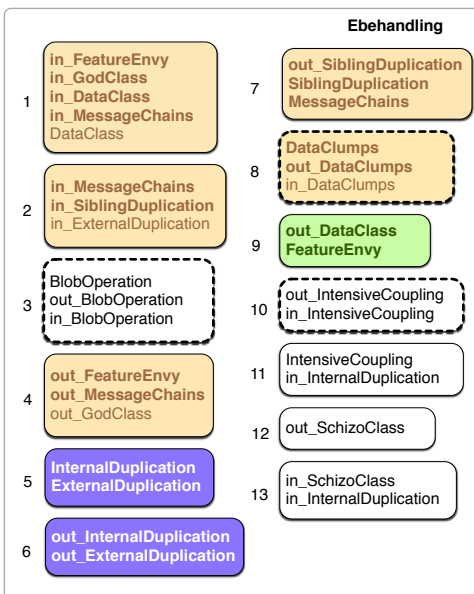 Ebehandling
1
in_FeatureEnvy
in_GodClass
in_DataClass
in_MessageChains
DataClass
2
in_MessageChains
in_SiblingDuplication
in_ExternalDuplication
3
BlobOperation
out_BlobOperation
in_BlobOperation
4
out_FeatureEnvy
out_MessageChains
out_GodClass
5
InternalDuplication
ExternalDuplication
6
out_InternalDuplication
out_ExternalDuplication
7
out_SiblingDuplication
SiblingDuplication
MessageChains
8
DataClumps
out_DataClumps
in_DataClumps
9
out_DataClass
FeatureEnvy
10
out_IntensiveCoupling
in_IntensiveCoupling
11
IntensiveCoupling
in_InternalDuplication
12
out_SchizoClass
13
in_SchizoClass
in_InternalDuplication